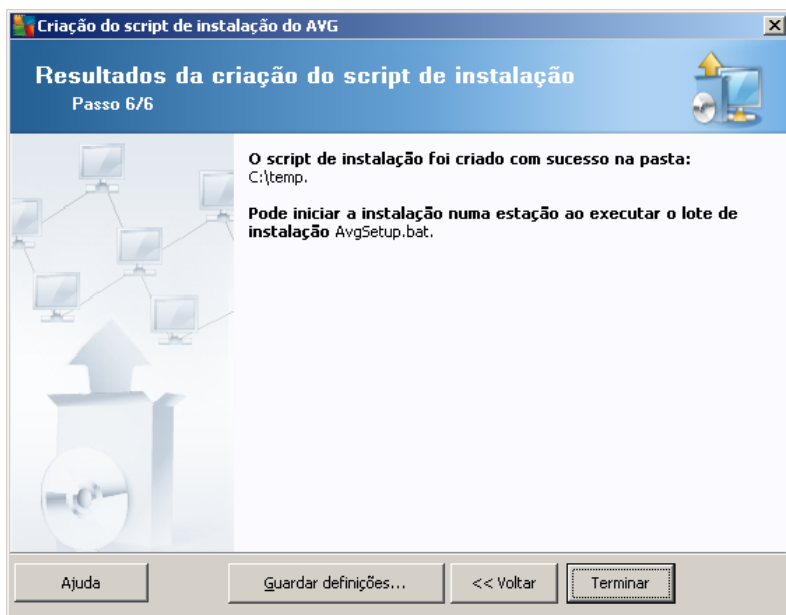 Criação do script de instalação do AVG
Resultados da criação do script de instalação
Passo 6/6
O script de instalação foi criado com sucesso na pasta:
C:\temp.
Pode iniciar a instalação numa estação ao executar o lote de
instalação AvgSetup.bat.
Ajuda
Guardar definições...
<< Voltar
Terminar